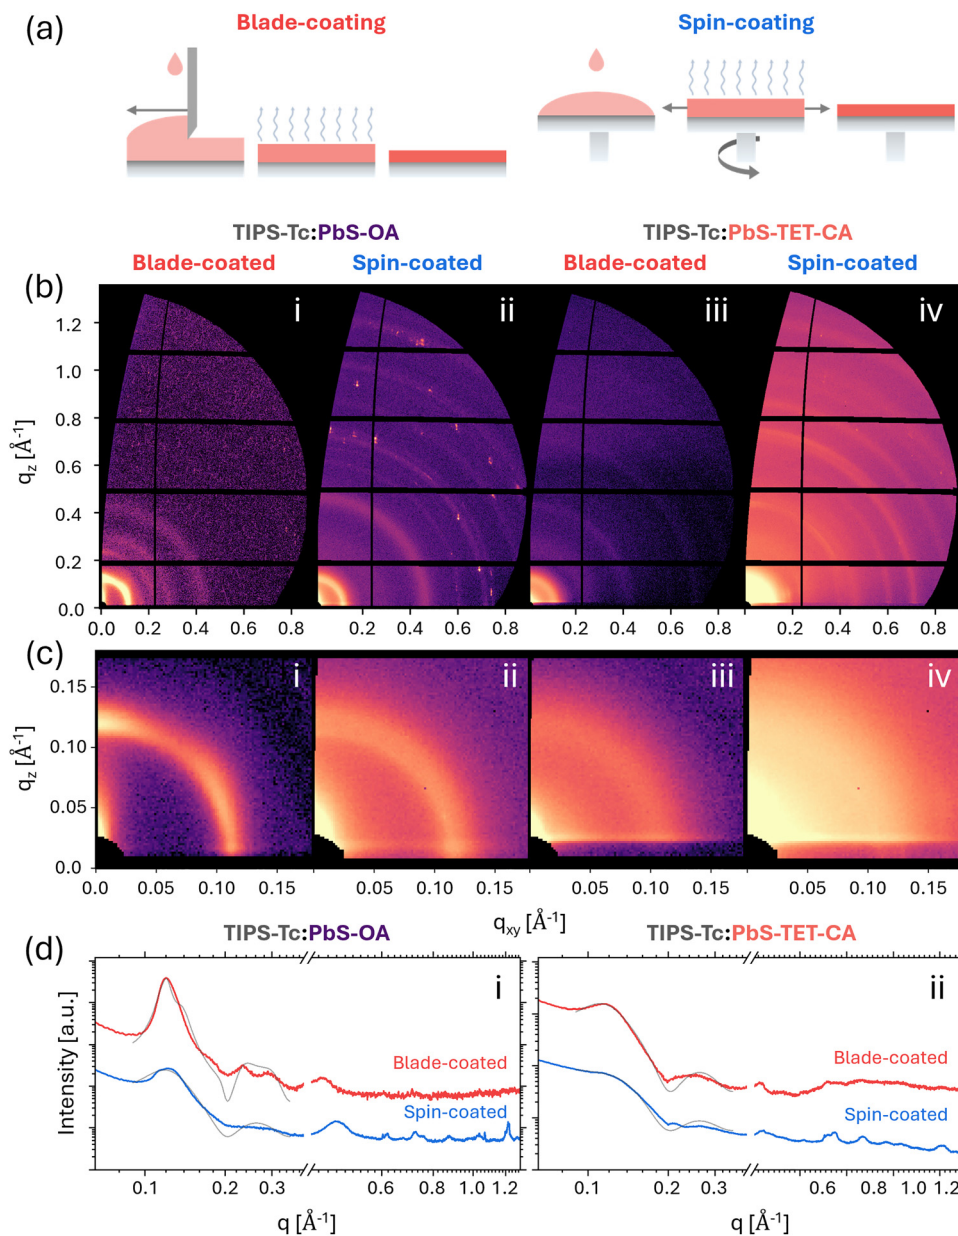 (a)
Blade-coating
Spin-coating
TIPS-Tc:PbS-OA
TIPS-Tc:PbS-TET-CA
Blade-coated
Spin-coated
Blade-coated
Spin-coated
(b)
i
ii
iii
iv
q_z [Å⁻¹]
1.2
1.0
0.8
0.6
0.4
0.2
0.0
0.0 0.2 0.4 0.6 0.8
0.2 0.4 0.6 0.8
0.2 0.4 0.6 0.8
0.2 0.4 0.6 0.8
(c)
i
ii
iii
iv
q_z [Å⁻¹]
0.15
0.10
0.05
0.0
0.0 0.05 0.10 0.15
0.05 0.10 0.15
0.05 0.10 0.15
0.05 0.10 0.15
q_xy [Å⁻¹]
TIPS-Tc:PbS-OA
TIPS-Tc:PbS-TET-CA
(d)
i
ii
Intensity [a.u.]
Blade-coated
Spin-coated
Blade-coated
Spin-coated
0.1 0.2 0.3 0.6 0.8 1.0 1.2
0.1 0.2 0.3 0.6 0.8 1.0 1.2
q [Å⁻¹]
q [Å⁻¹]